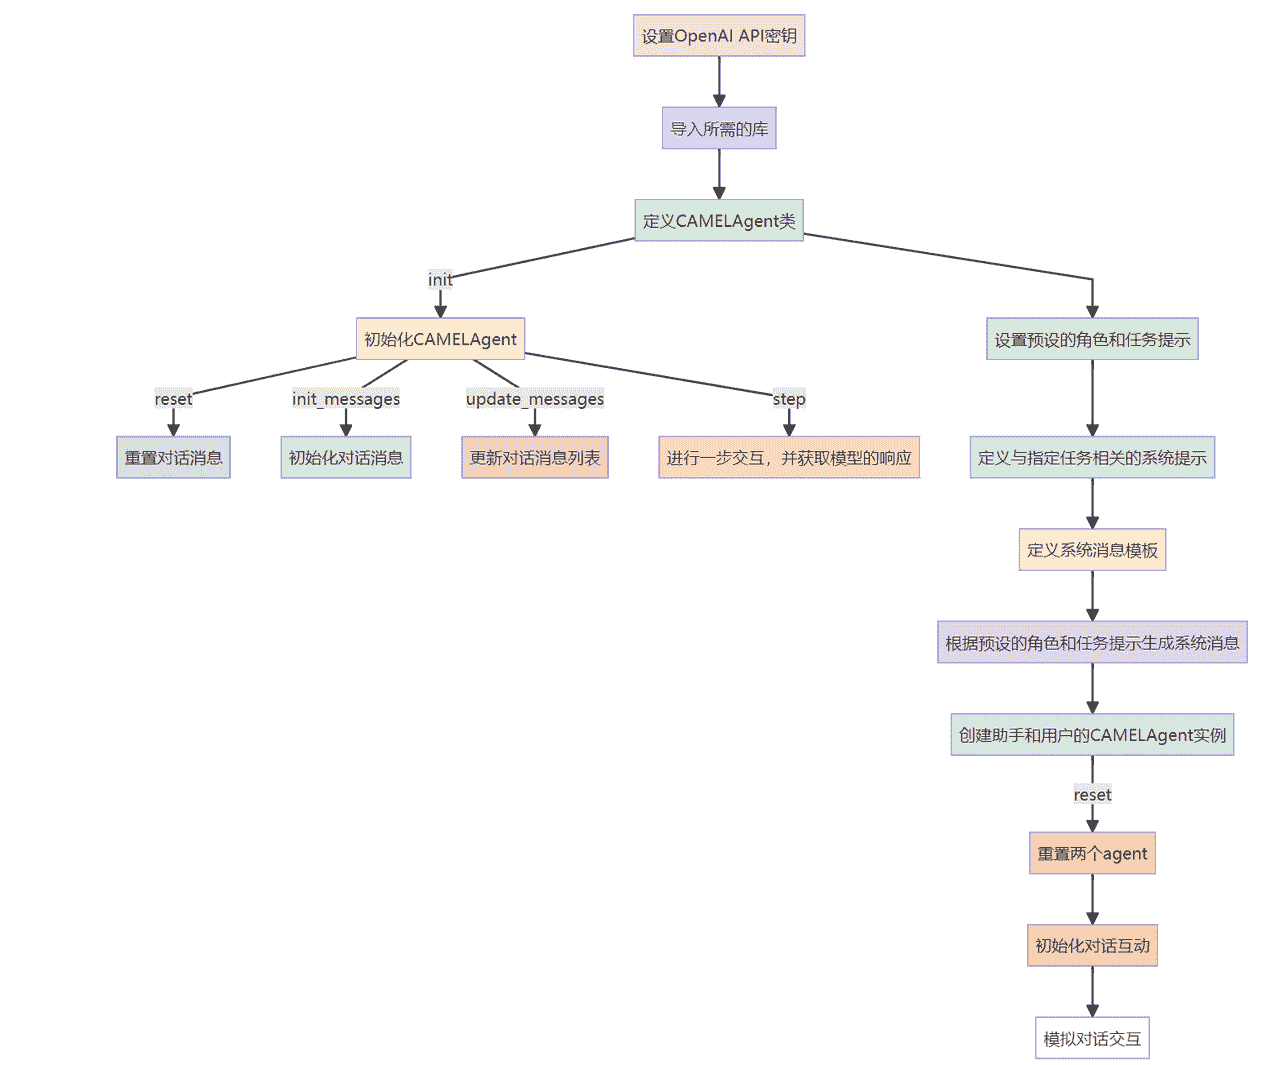 设置OpenAI API密钥
导入所需的库
定义CAMELAgent类
init
初始化CAMELAgent
设置预设的角色和任务提示
reset
init_messages
update_messages
step
重置对话消息
初始化对话消息
更新对话消息列表
进行一步交互，并获取模型的响应
定义与指定任务相关的系统提示
定义系统消息模板
根据预设的角色和任务提示生成系统消息
创建助手和用户的CAMELAgent实例
reset
重置两个agent
初始化对话互动
模拟对话交互